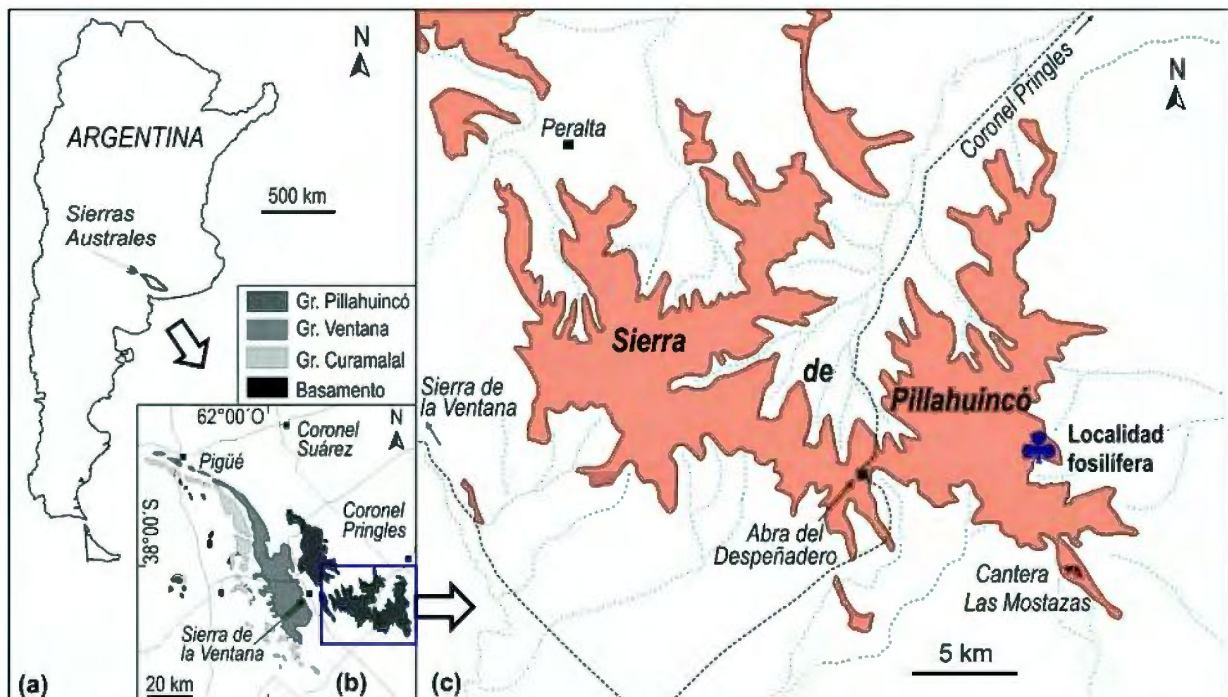 N
ARGENTINA
500 km
Sierras
Australes
Gr. Pillahuincó
Gr. Ventana
Gr. Curamalal
Basamento
(a)
62°00´O
N
Coronel
Suárez
Pigüé
38°00´S
Coronel
Pringles
Sierra de
la Ventana
20 km
(b)
N
Coronel Pringles
Peralta
Sierra
de
Pillahuincó
Sierra de
la Ventana
Localidad
fosilífera
Abra del
Despeñadero
Cantera
Las Mostazas
5 km
(c)